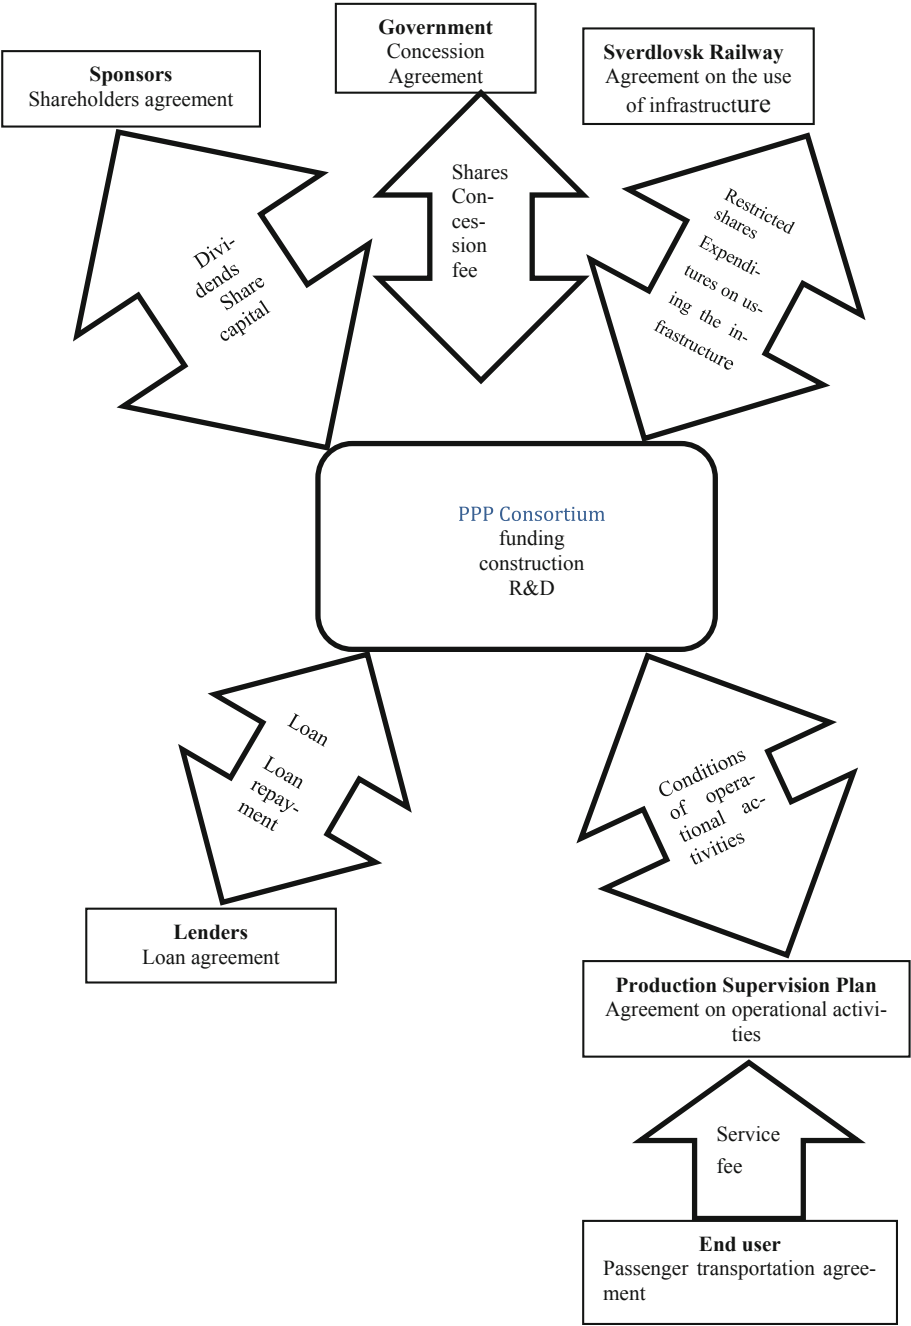 Government
Concession
Agreement
Sverdlovsk Railway
Agreement on the use
of infrastructure
Sponsors
Shareholders agreement
Shares
Con-
ces-
sion
fee
Restricted
shares
Expendi-
tures on us-
ing the in-
frastructure
Divi-
dends
Share
capital
PPP Consortium
funding
construction
R&D
Loan
Loan
repay-
ment
Conditions
of opera-
tional ac-
tivities
Lenders
Loan agreement
Production Supervision Plan
Agreement on operational activi-
ties
Service
fee
End user
Passenger transportation agree-
ment